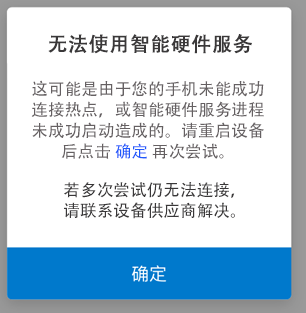 无法使用智能硬件服务
这可能是由于您的手机未能成功
连接热点，或智能硬件服务进程
未成功启动造成的。请重启设备
后点击 确定 再次尝试。
若多次尝试仍无法连接，
请联系设备供应商解决。
确定